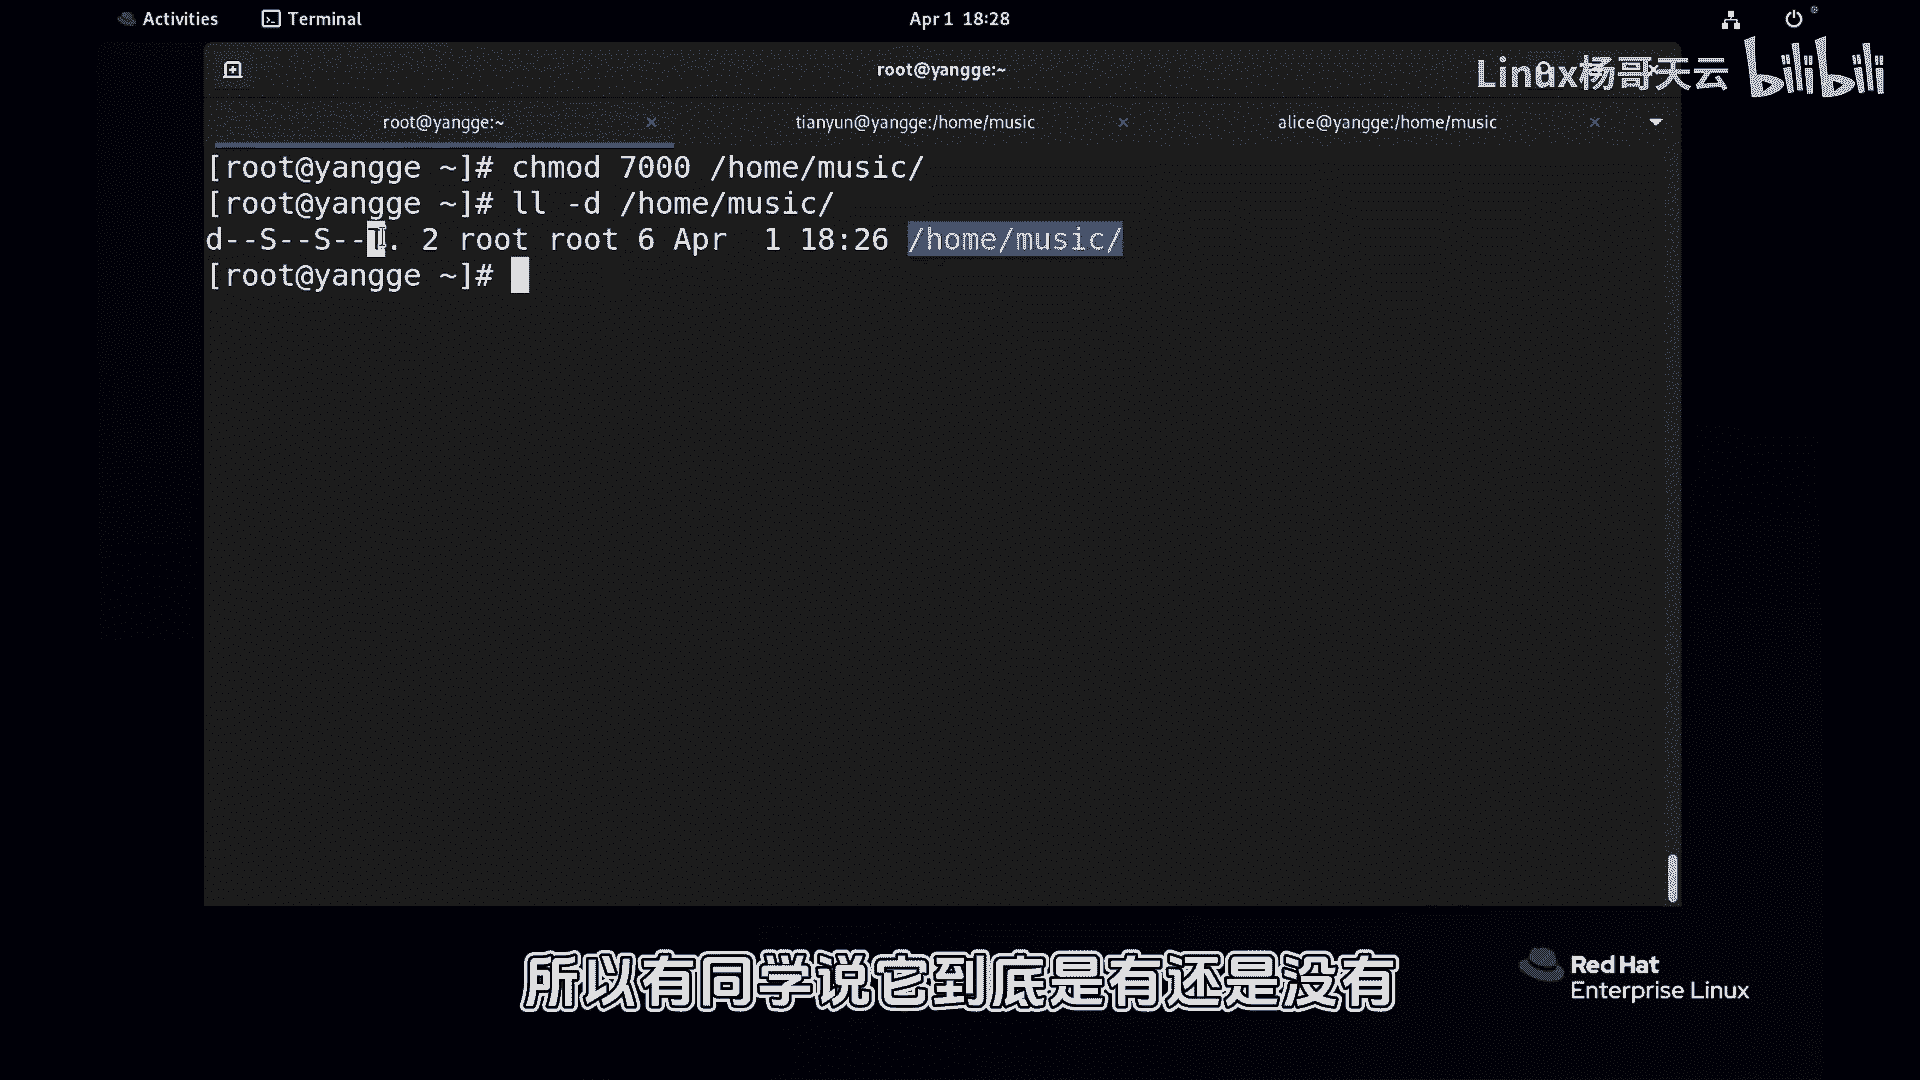 Activities Terminal Apr 1 18:28
root@yangge:~
Linux杨哥天云 bilibili
root@yangge:~ × tianyun@yangge:/home/music × alice@yangge:/home/music ×
[root@yangge ~]# chmod 7000 /home/music/
[root@yangge ~]# ll -d /home/music/
d--S--S--T. 2 root root 6 Apr  1 18:26 /home/music/
[root@yangge ~]#
所以有同学说它到底是有还是没有
Red Hat
Enterprise Linux